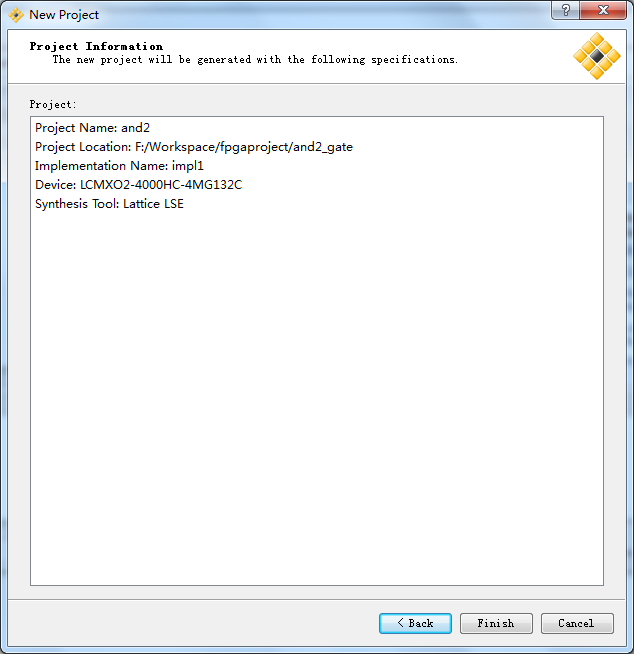 New Project
?
Project Information
The new project will be generated with the following specifications.
Project:
Project Name: and2
Project Location: F:/Workspace/fpgaproject/and2_gate
Implementation Name: impl1
Device: LCMXO2-4000HC-4MG132C
Synthesis Tool: Lattice LSE
< Back
Finish
Cancel